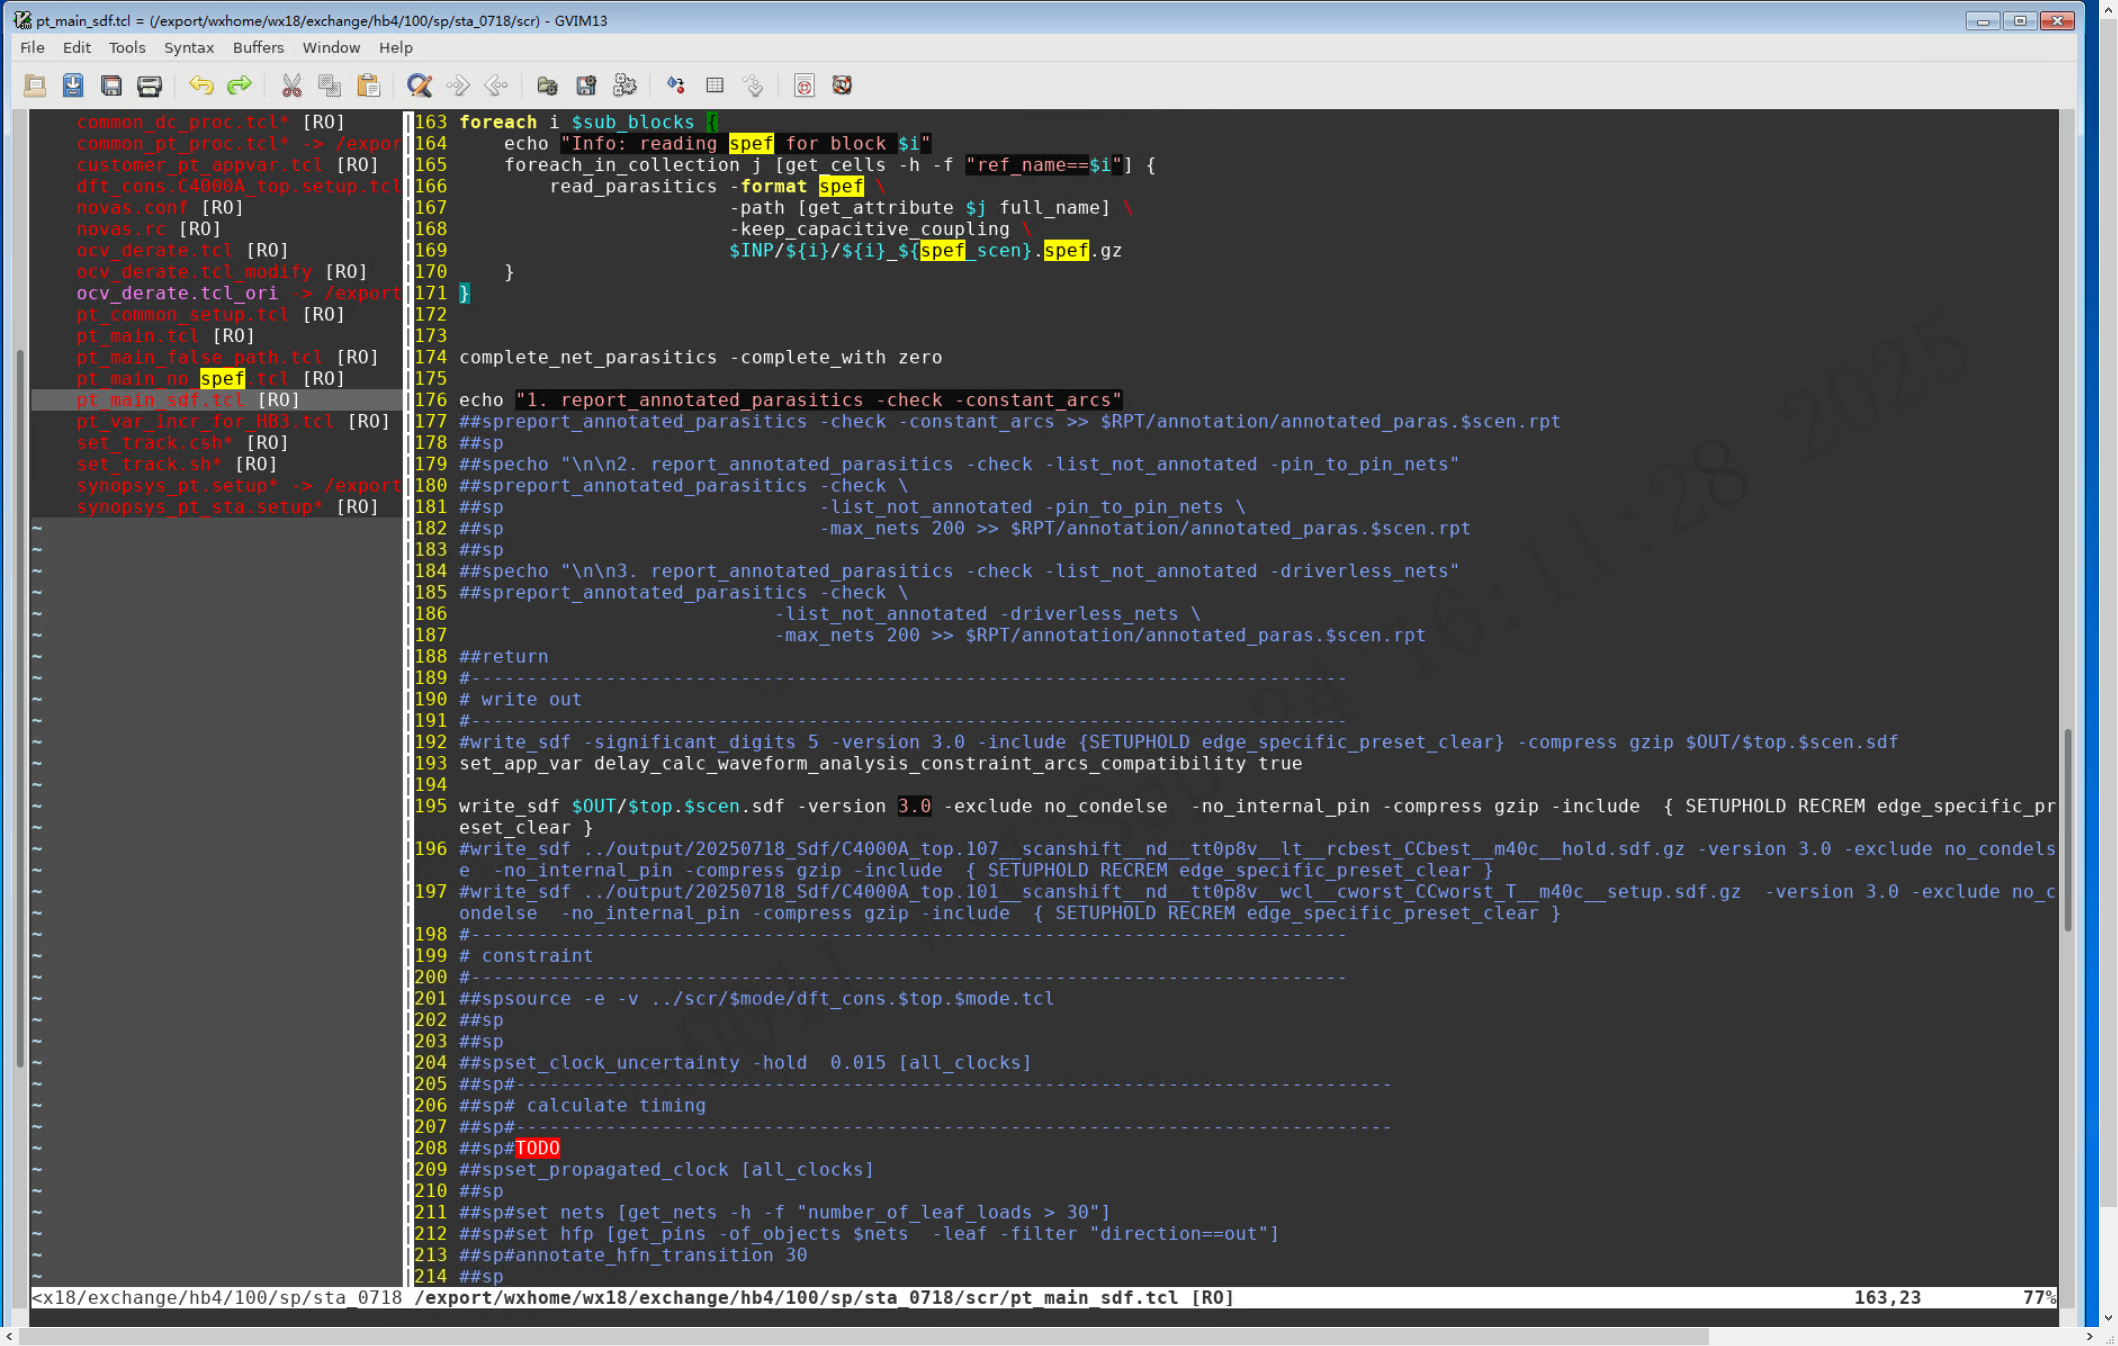 pt_main_sdf.tcl = (/export/wxhome/wx18/exchange/hb4/100/sp/sta_0718/scr) - GVIM13
File Edit Tools Syntax Buffers Window Help
common_dc_proc.tcl* [RO]
common_pt_proc.tcl* -> /expor
customer_pt_appvar.tcl [RO]
dft_cons.C4000A_top.setup.tcl
novas.conf [RO]
novas.rc [RO]
ocv_derate.tcl [RO]
ocv_derate.tcl_modify [RO]
ocv_derate.tcl_ori -> /export
pt_common_setup.tcl [RO]
pt_main.tcl [RO]
pt_main_false_path.tcl [RO]
pt_main_no_spef.tcl [RO]
pt_main_sdf.tcl [RO]
pt_var_incr_for_HB3.tcl [RO]
set_track.csh* [RO]
set_track.sh* [RO]
synopsys_pt.setup* -> /export
synopsys_pt_sta.setup* [RO]
163 foreach i $sub_blocks {
164     echo "Info: reading spef for block $i"
165     foreach_in_collection j [get_cells -h -f "ref_name==$i"] {
166         read_parasitics -format spef \
167                         -path [get_attribute $j full_name] \
168                         -keep_capacitive_coupling \
169                         $INP/${i}/${i}_${spef_scen}.spef.gz
170     }
171 }
172
173
174 complete_net_parasitics -complete_with zero
175
176 echo "1. report_annotated_parasitics -check -constant_arcs"
177 ##spreport_annotated_parasitics -check -constant_arcs >> $RPT/annotation/annotated_paras.$scen.rpt
178 ##sp
179 ##specho "\n\n2. report_annotated_parasitics -check -list_not_annotated -pin_to_pin_nets"
180 ##spreport_annotated_parasitics -check \
181 ##sp                            -list_not_annotated -pin_to_pin_nets \
182 ##sp                            -max_nets 200 >> $RPT/annotation/annotated_paras.$scen.rpt
183 ##sp
184 ##specho "\n\n3. report_annotated_parasitics -check -list_not_annotated -driverless_nets"
185 ##spreport_annotated_parasitics -check \
186                             -list_not_annotated -driverless_nets \
187                             -max_nets 200 >> $RPT/annotation/annotated_paras.$scen.rpt
188 ##return
189 #------------------------------------------------------------------------------
190 # write out
191 #------------------------------------------------------------------------------
192 #write_sdf -significant_digits 5 -version 3.0 -include {SETUPHOLD edge_specific_preset_clear} -compress gzip $OUT/$top.$scen.sdf
193 set_app_var delay_calc_waveform_analysis_constraint_arcs_compatibility true
194
195 write_sdf $OUT/$top.$scen.sdf -version 3.0 -exclude no_condelse  -no_internal_pin -compress gzip -include  { SETUPHOLD RECREM edge_specific_pr
eset_clear }
196 #write_sdf ../output/20250718_Sdf/C4000A_top.107__scanshift__nd__tt0p8v__lt__rcbest_CCbest__m40c__hold.sdf.gz -version 3.0 -exclude no_condels
e  -no_internal_pin -compress gzip -include  { SETUPHOLD RECREM edge_specific_preset_clear }
197 #write_sdf ../output/20250718_Sdf/C4000A_top.101__scanshift__nd__tt0p8v__wcl__cworst_CCworst_T__m40c__setup.sdf.gz  -version 3.0 -exclude no_c
ondelse  -no_internal_pin -compress gzip -include  { SETUPHOLD RECREM edge_specific_preset_clear }
198 #------------------------------------------------------------------------------
199 # constraint
200 #------------------------------------------------------------------------------
201 ##spsource -e -v ../scr/$mode/dft_cons.$top.$mode.tcl
202 ##sp
203 ##sp
204 ##spset_clock_uncertainty -hold  0.015 [all_clocks]
205 ##sp#------------------------------------------------------------------------------
206 ##sp# calculate timing
207 ##sp#------------------------------------------------------------------------------
208 ##sp#TODO
209 ##spset_propagated_clock [all_clocks]
210 ##sp
211 ##sp#set nets [get_nets -h -f "number_of_leaf_loads > 30"]
212 ##sp#set hfp [get_pins -of_objects $nets  -leaf -filter "direction==out"]
213 ##sp#annotate_hfn_transition 30
214 ##sp
<x18/exchange/hb4/100/sp/sta_0718 /export/wxhome/wx18/exchange/hb4/100/sp/sta_0718/scr/pt_main_sdf.tcl [RO] 163,23 77%
24 16:11:28 2025